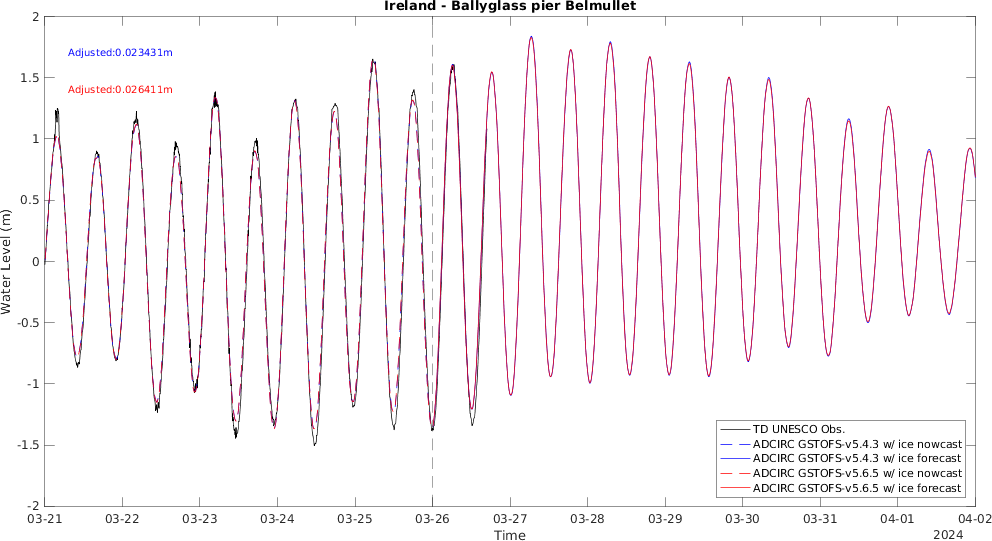 Ireland - Ballyglass pier Belmullet
Adjusted:0.023431m
Adjusted:0.026411m
Water Level (m)
2
1.5
1
0.5
0
-0.5
-1
-1.5
-2
TD UNESCO Obs.
ADCIRC GSTOFS-v5.4.3 w/ ice nowcast
ADCIRC GSTOFS-v5.4.3 w/ ice forecast
ADCIRC GSTOFS-v5.6.5 w/ ice nowcast
ADCIRC GSTOFS-v5.6.5 w/ ice forecast
03-21 03-22 03-23 03-24 03-25 03-26 03-27 03-28 03-29 03-30 03-31 04-01 04-02
Time
2024